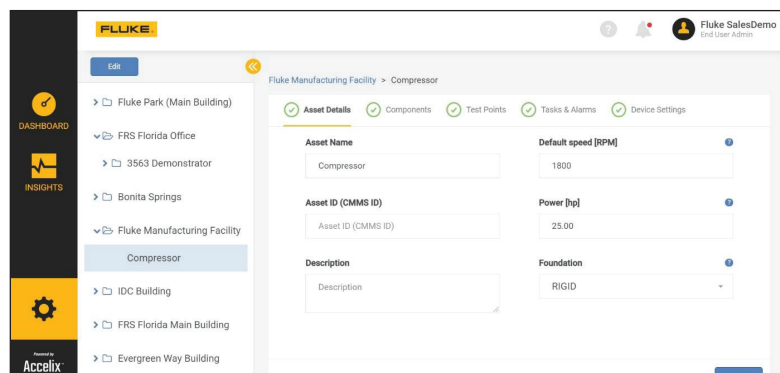 FLUKE
Fluke SalesDemo
End User Admin
Edit
Fluke Manufacturing Facility > Compressor
DASHBOARD
INSIGHTS
Powered by
Accelix
Fluke Park (Main Building)
FRS Florida Office
3563 Demonstrator
Bonita Springs
Fluke Manufacturing Facility
Compressor
IDC Building
FRS Florida Main Building
Evergreen Way Building
Asset Details Components Test Points Tasks & Alarms Device Settings
Asset Name Default speed [RPM] ?
Compressor 1800
Asset ID (CMMS ID) Power [hp] ?
Asset ID (CMMS ID) 25.00
Description Foundation ?
Description RIGID